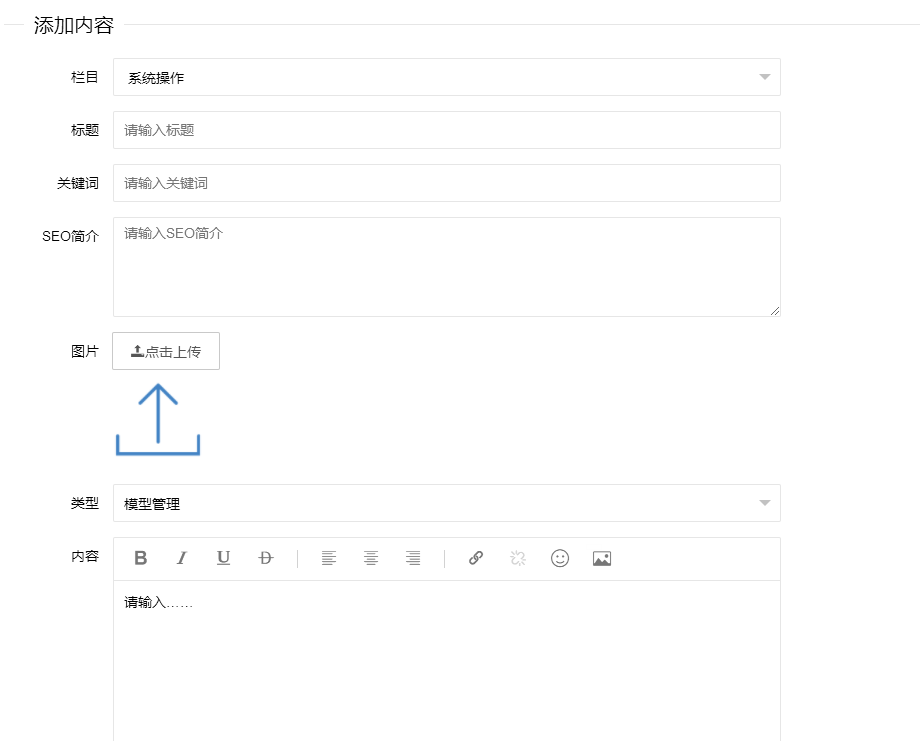 添加内容
栏目 系统操作
标题 请输入标题
关键词 请输入关键词
SEO简介 请输入SEO简介
图片 点击上传
类型 模型管理
内容 B I U D
请输入……